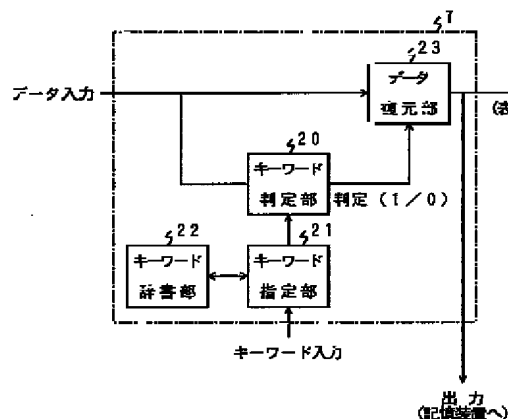 7
23
データ
復元部
データ入力
(表
20
キーワード
判定部
判定 (1/0)
22
21
キーワード
辞書部
キーワード
指定部
キーワード入力
出力
(記憶装置へ)